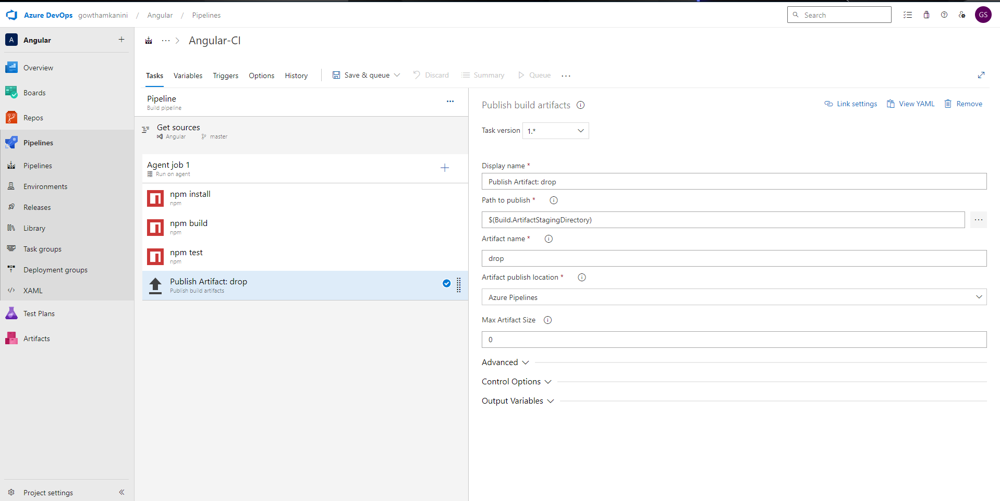 Azure DevOps gowthamkanini / Angular / Pipelines
Search
GS
A Angular
Overview
Boards
Repos
Pipelines
Pipelines
Environments
Releases
Library
Task groups
Deployment groups
XAML
Test Plans
Artifacts
Project settings
··· > Angular-CI
Tasks Variables Triggers Options History Save & queue Discard Summary Queue ···
Pipeline
Build pipeline
Get sources
Angular master
Agent job 1
Run on agent
npm install
npm
npm build
npm
npm test
npm
Publish Artifact: drop
Publish build artifacts
Publish build artifacts
Link settings View YAML Remove
Task version 1.*
Display name *
Publish Artifact: drop
Path to publish *
$(Build.ArtifactStagingDirectory)
Artifact name *
drop
Artifact publish location *
Azure Pipelines
Max Artifact Size
0
Advanced
Control Options
Output Variables